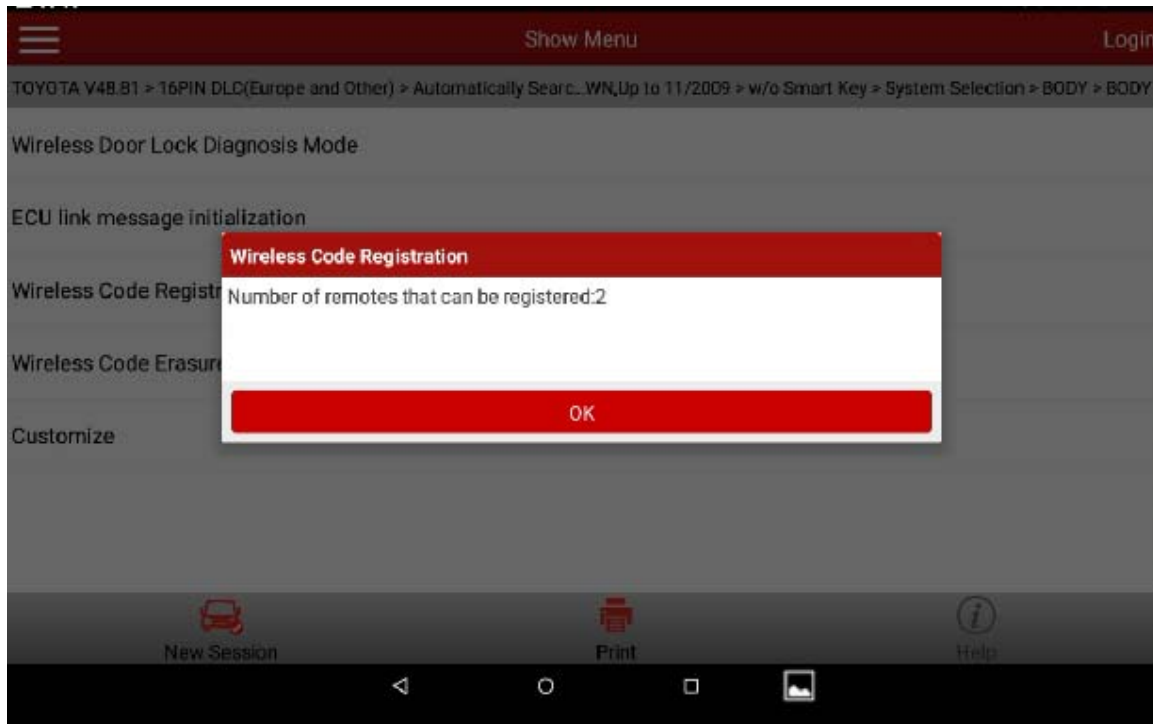 Show Menu
Login
TOYOTA V48.81 > 16PIN DLC(Europe and Other) > Automatically Searc...WN,Up to 11/2009 > w/o Smart Key > System Selection > BODY > BODY
Wireless Door Lock Diagnosis Mode
ECU link message initialization
Wireless Code Registration
Wireless Code Registr
Number of remotes that can be registered:2
Wireless Code Erasure
OK
Customize
New Session
Print
Help